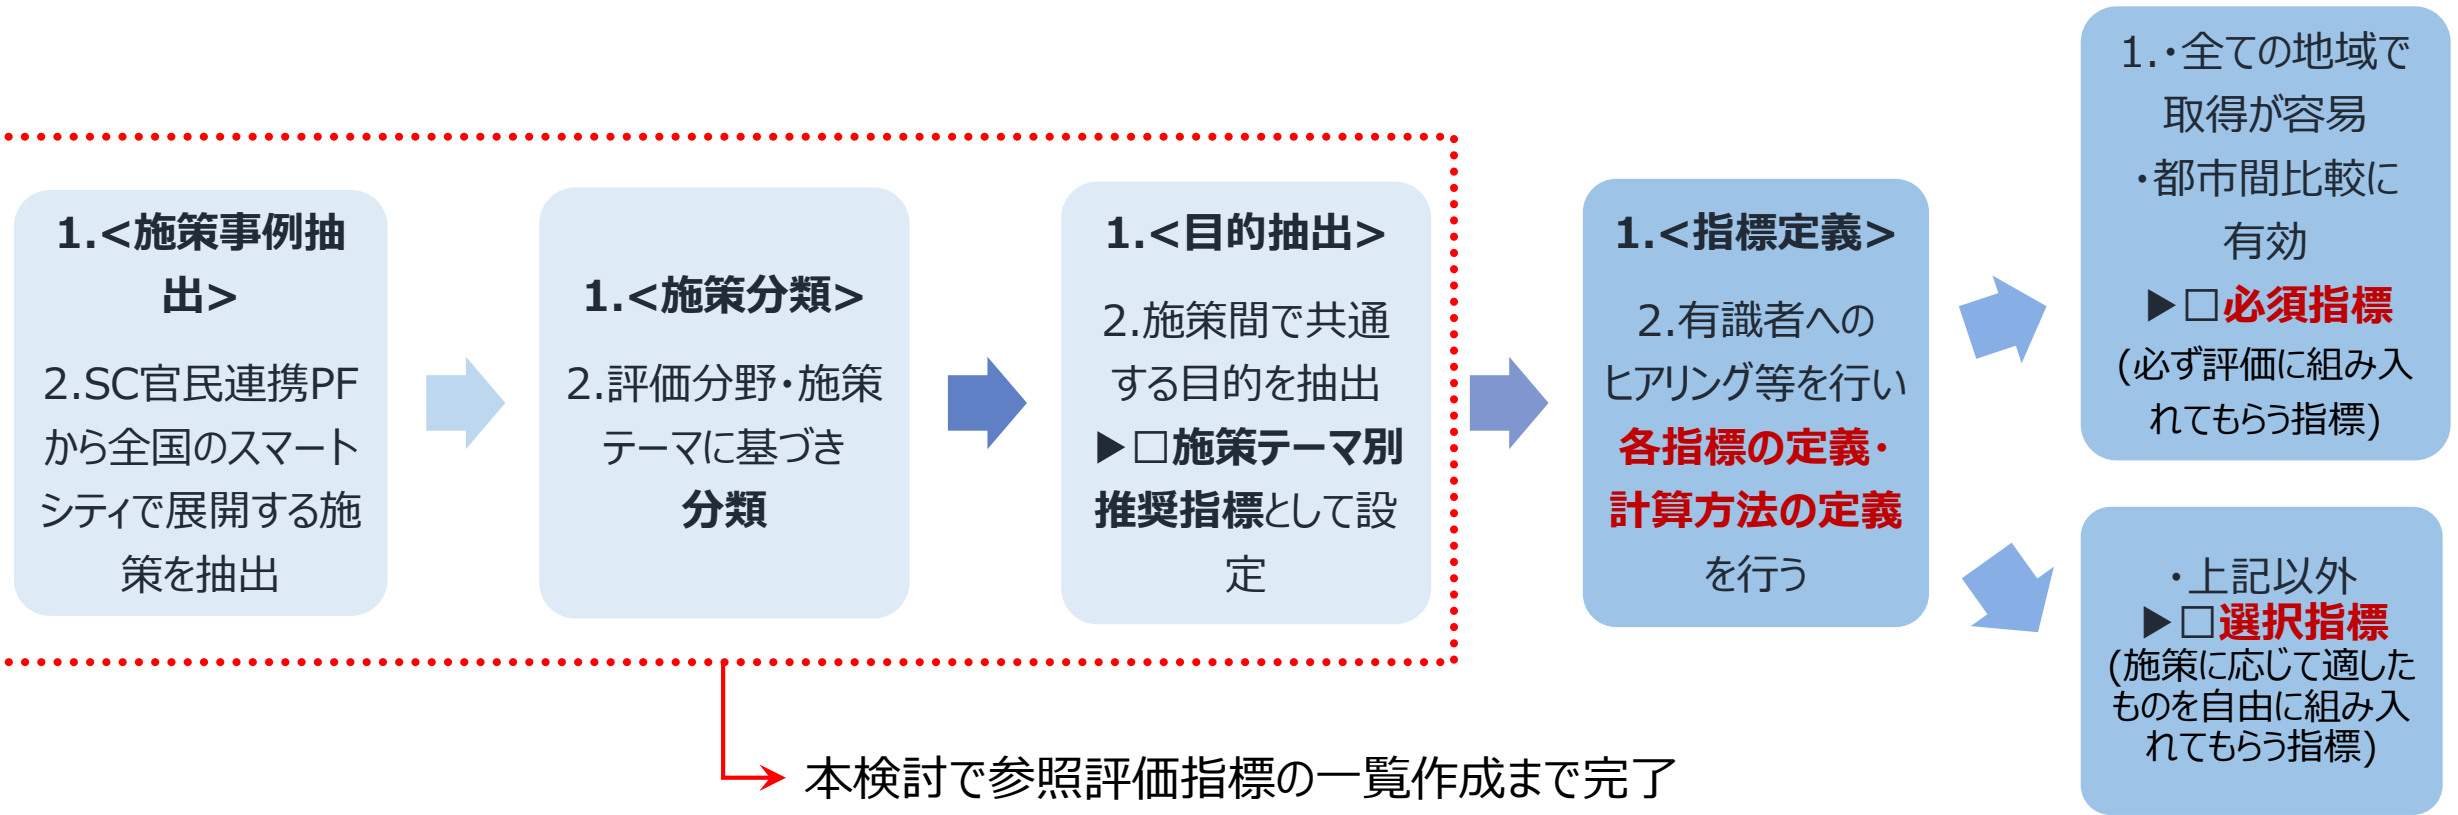 1.<施策事例抽
出>
2.SC官民連携PF
から全国のスマート
シティで展開する施
策を抽出
1.<施策分類>
2.評価分野・施策
テーマに基づき
分類
1.<目的抽出>
2.施策間で共通
する目的を抽出
▶□施策テーマ別
推奨指標として設
定
1.<指標定義>
2.有識者への
ヒアリング等を行い
各指標の定義・
計算方法の定義
を行う
1.・全ての地域で
取得が容易
・都市間比較に
有効
▶□必須指標
(必ず評価に組み入
れてもらう指標)
・上記以外
▶□選択指標
(施策に応じて適した
ものを自由に組み入
れてもらう指標)
本検討で参照評価指標の一覧作成まで完了